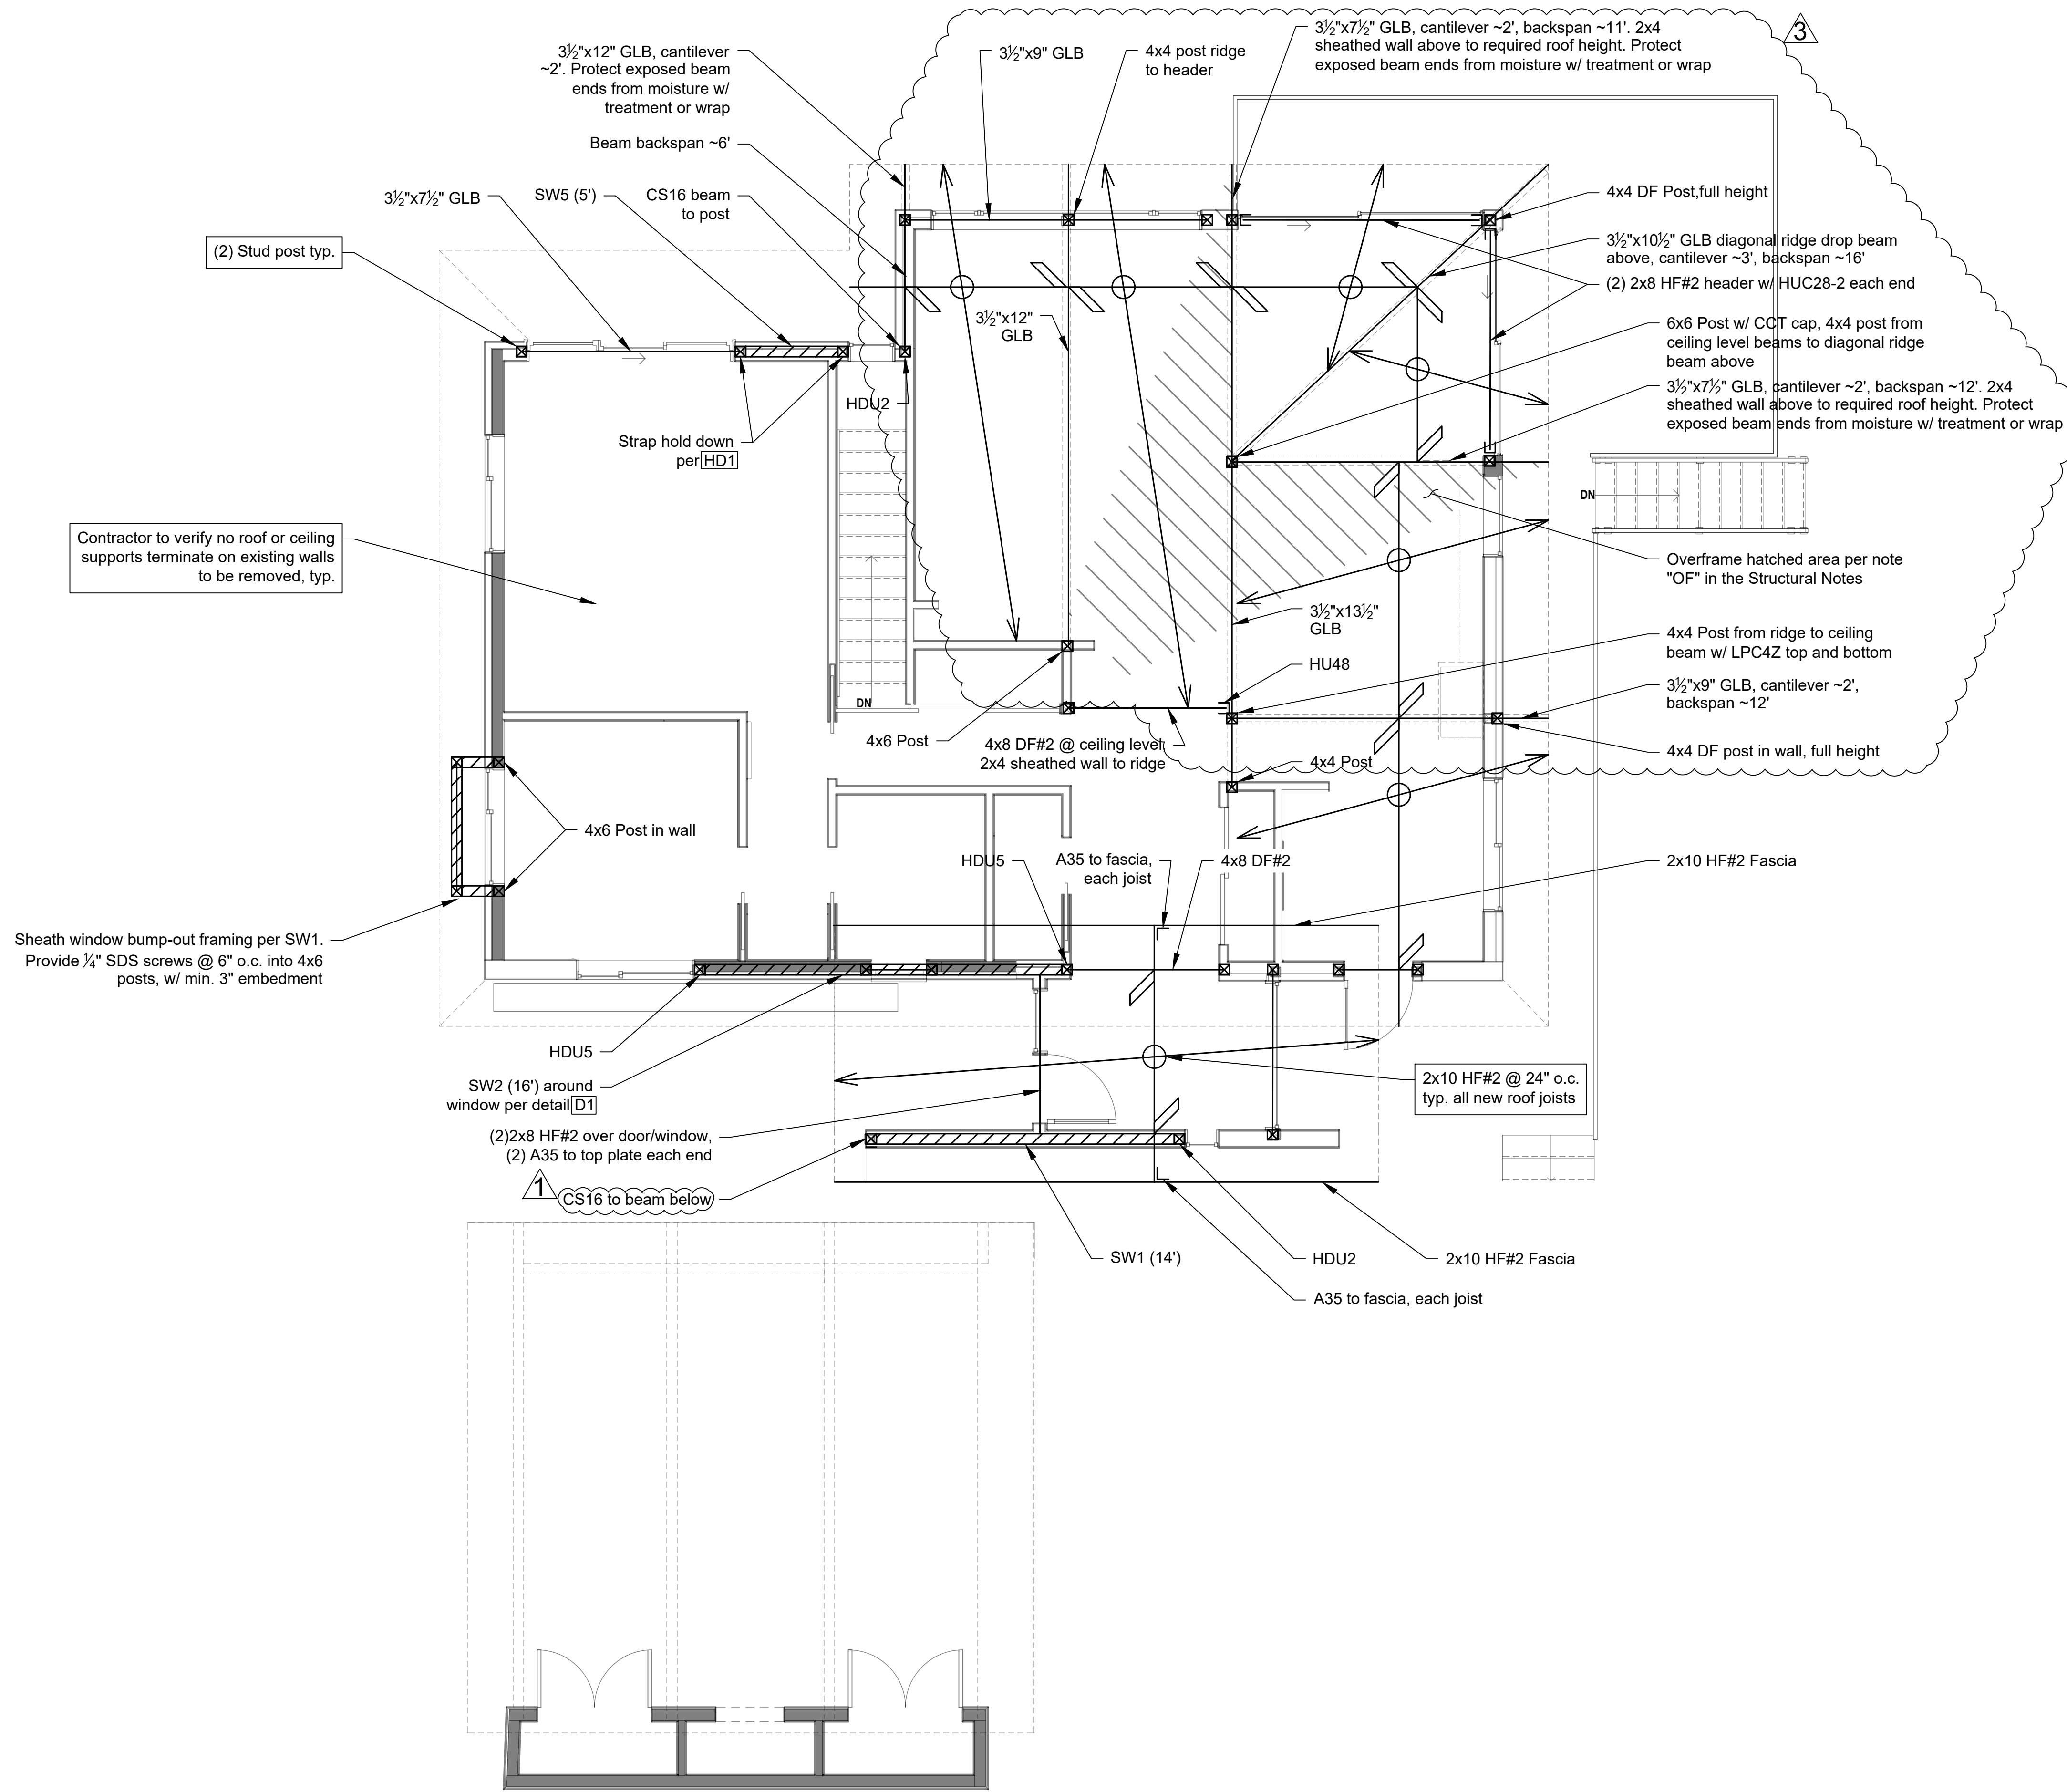 3½"x12" GLB, cantilever
~2'. Protect exposed beam
ends from moisture w/
treatment or wrap
3½"x9" GLB
4x4 post ridge
to header
3½"x7½" GLB, cantilever ~2', backspan ~11'. 2x4
sheathed wall above to required roof height. Protect
exposed beam ends from moisture w/ treatment or wrap
3
Beam backspan ~6'
3½"x7½" GLB
SW5 (5')
CS16 beam
to post
(2) Stud post typ.
4x4 DF Post,full height
3½"x10½" GLB diagonal ridge drop beam
above, cantilever ~3', backspan ~16'
(2) 2x8 HF#2 header w/ HUC28-2 each end
3½"x12"
GLB
6x6 Post w/ CCT cap, 4x4 post from
ceiling level beams to diagonal ridge
beam above
3½"x7½" GLB, cantilever ~2', backspan ~12'. 2x4
sheathed wall above to required roof height. Protect
exposed beam ends from moisture w/ treatment or wrap
HDU2
Strap hold down
per HD1
DN
Contractor to verify no roof or ceiling
supports terminate on existing walls
to be removed, typ.
Overframe hatched area per note
"OF" in the Structural Notes
3½"x13½"
GLB
4x4 Post from ridge to ceiling
beam w/ LPC4Z top and bottom
HU48
3½"x9" GLB, cantilever ~2',
backspan ~12'
DN
4x6 Post
4x8 DF#2 @ ceiling level,
2x4 sheathed wall to ridge
4x4 DF post in wall, full height
4x4 Post
4x6 Post in wall
HDU5
A35 to fascia,
each joist
4x8 DF#2
2x10 HF#2 Fascia
Sheath window bump-out framing per SW1.
Provide ¼" SDS screws @ 6" o.c. into 4x6
posts, w/ min. 3" embedment
HDU5
SW2 (16') around
window per detail D1
2x10 HF#2 @ 24" o.c.
typ. all new roof joists
(2)2x8 HF#2 over door/window,
(2) A35 to top plate each end
1
CS16 to beam below
SW1 (14')
HDU2
2x10 HF#2 Fascia
A35 to fascia, each joist